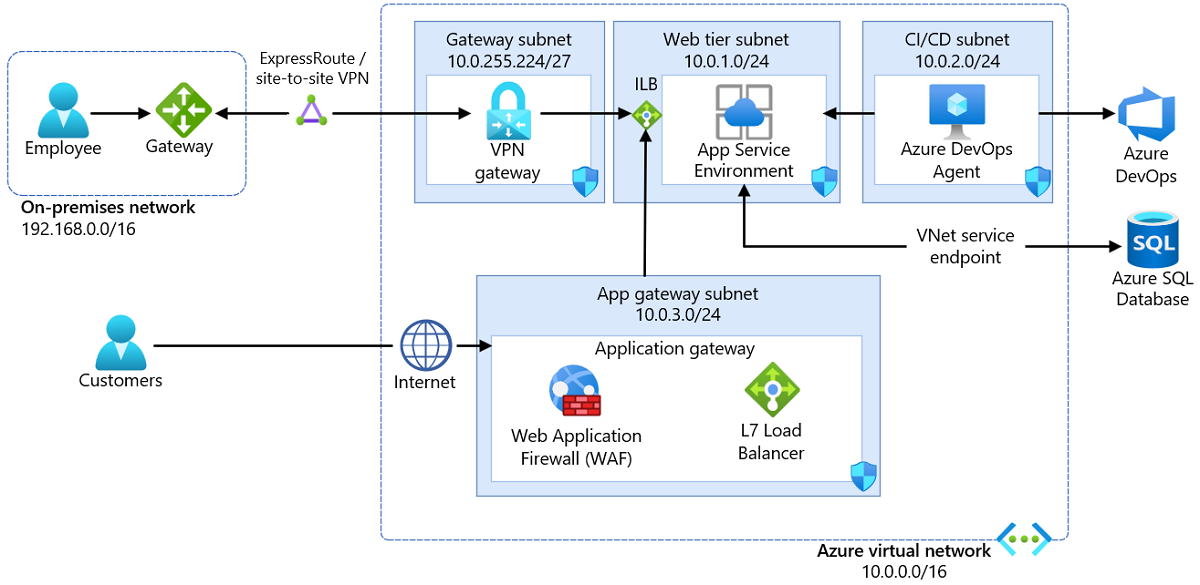 ExpressRoute /
site-to-site VPN
Employee
Gateway
On-premises network
192.168.0.0/16
Gateway subnet
10.0.255.224/27
VPN
gateway
Web tier subnet
10.0.1.0/24
ILB
App Service
Environment
CI/CD subnet
10.0.2.0/24
Azure DevOps
Agent
Azure
DevOps
VNet service
endpoint
SQL
Azure SQL
Database
Customers
Internet
App gateway subnet
10.0.3.0/24
Application gateway
Web Application
Firewall (WAF)
L7 Load
Balancer
Azure virtual network
10.0.0.0/16